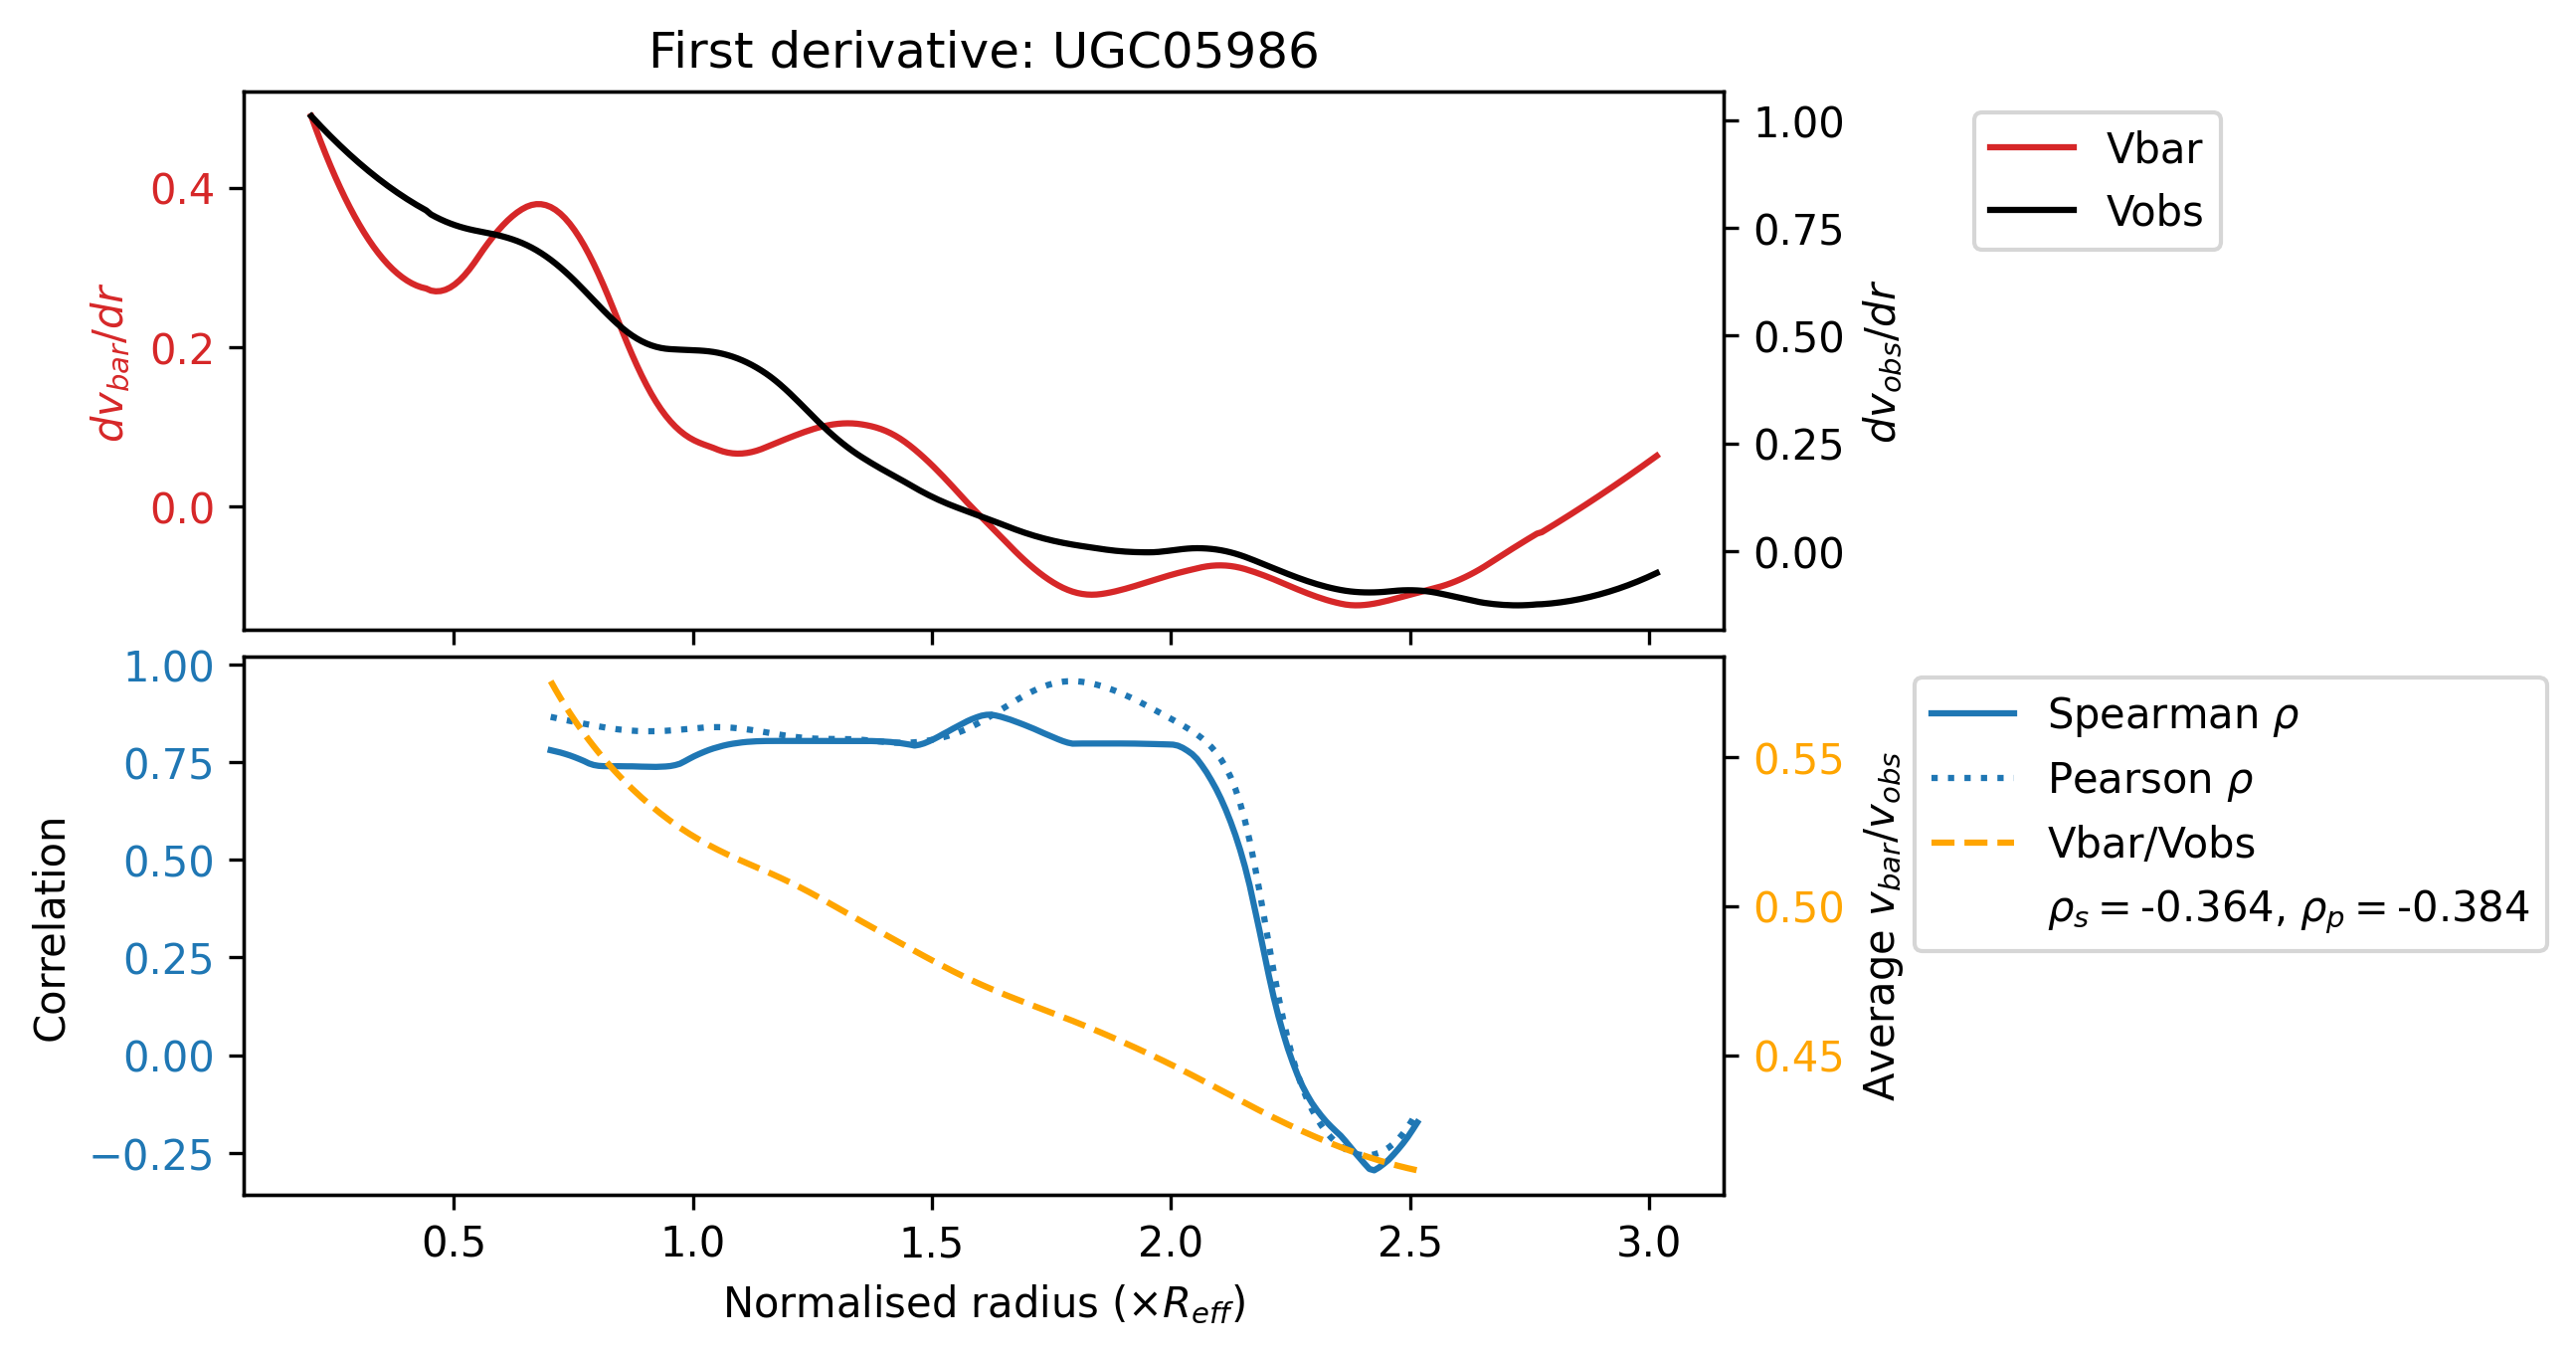 First derivative: UGC05986
0.4
0.2
0.0
dv_bar/dr
1.00
0.75
0.50
0.25
0.00
dv_obs/dr
Vbar
Vobs
1.00
0.75
0.50
0.25
0.00
−0.25
Correlation
0.55
0.50
0.45
Average v_bar/v_obs
Spearman ρ
Pearson ρ
Vbar/Vobs
ρ_s = -0.364, ρ_p = -0.384
0.5 1.0 1.5 2.0 2.5 3.0
Normalised radius (×R_eff)